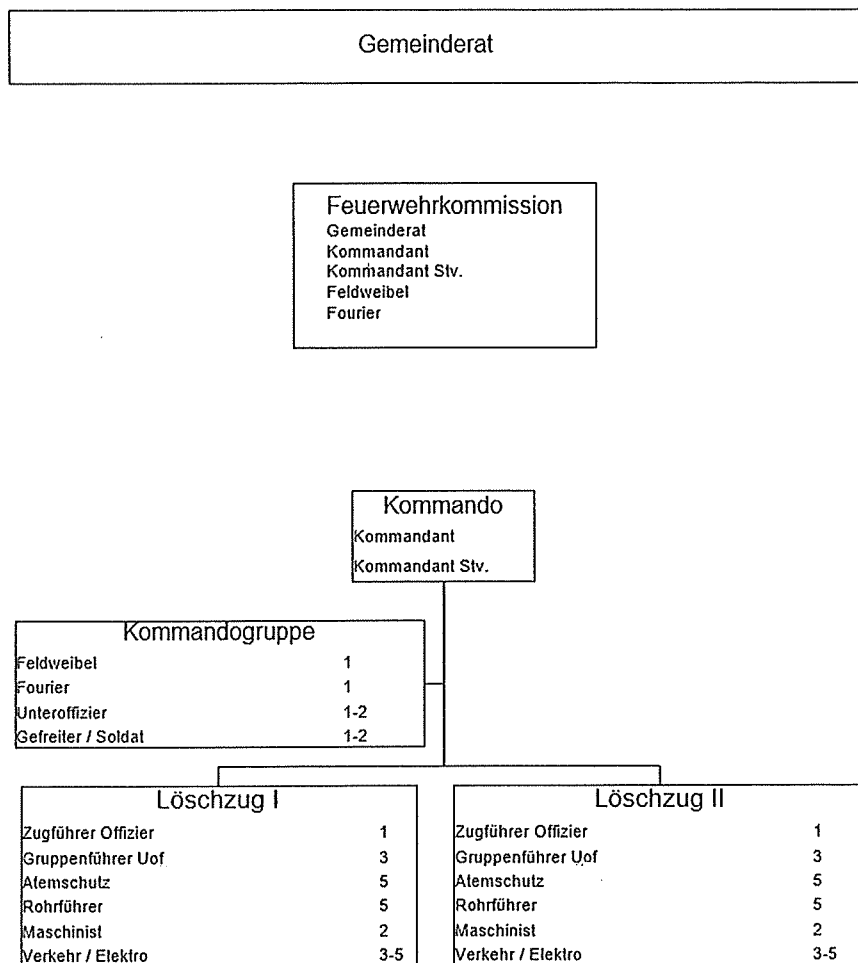 Gemeinderat
Feuerwehrkommission
Gemeinderat
Kommandant
Kommandant Stv.
Feldweibel
Fourier
Kommando
Kommandant
Kommandant Stv.
Kommandogruppe
Feldweibel 1
Fourier 1
Unteroffizier 1-2
Gefreiter / Soldat 1-2
Löschzug I
Zugführer Offizier 1
Gruppenführer Uof 3
Atemschutz 5
Rohrführer 5
Maschinist 2
Verkehr / Elektro 3-5
Löschzug II
Zugführer Offizier 1
Gruppenführer Uof 3
Atemschutz 5
Rohrführer 5
Maschinist 2
Verkehr / Elektro 3-5